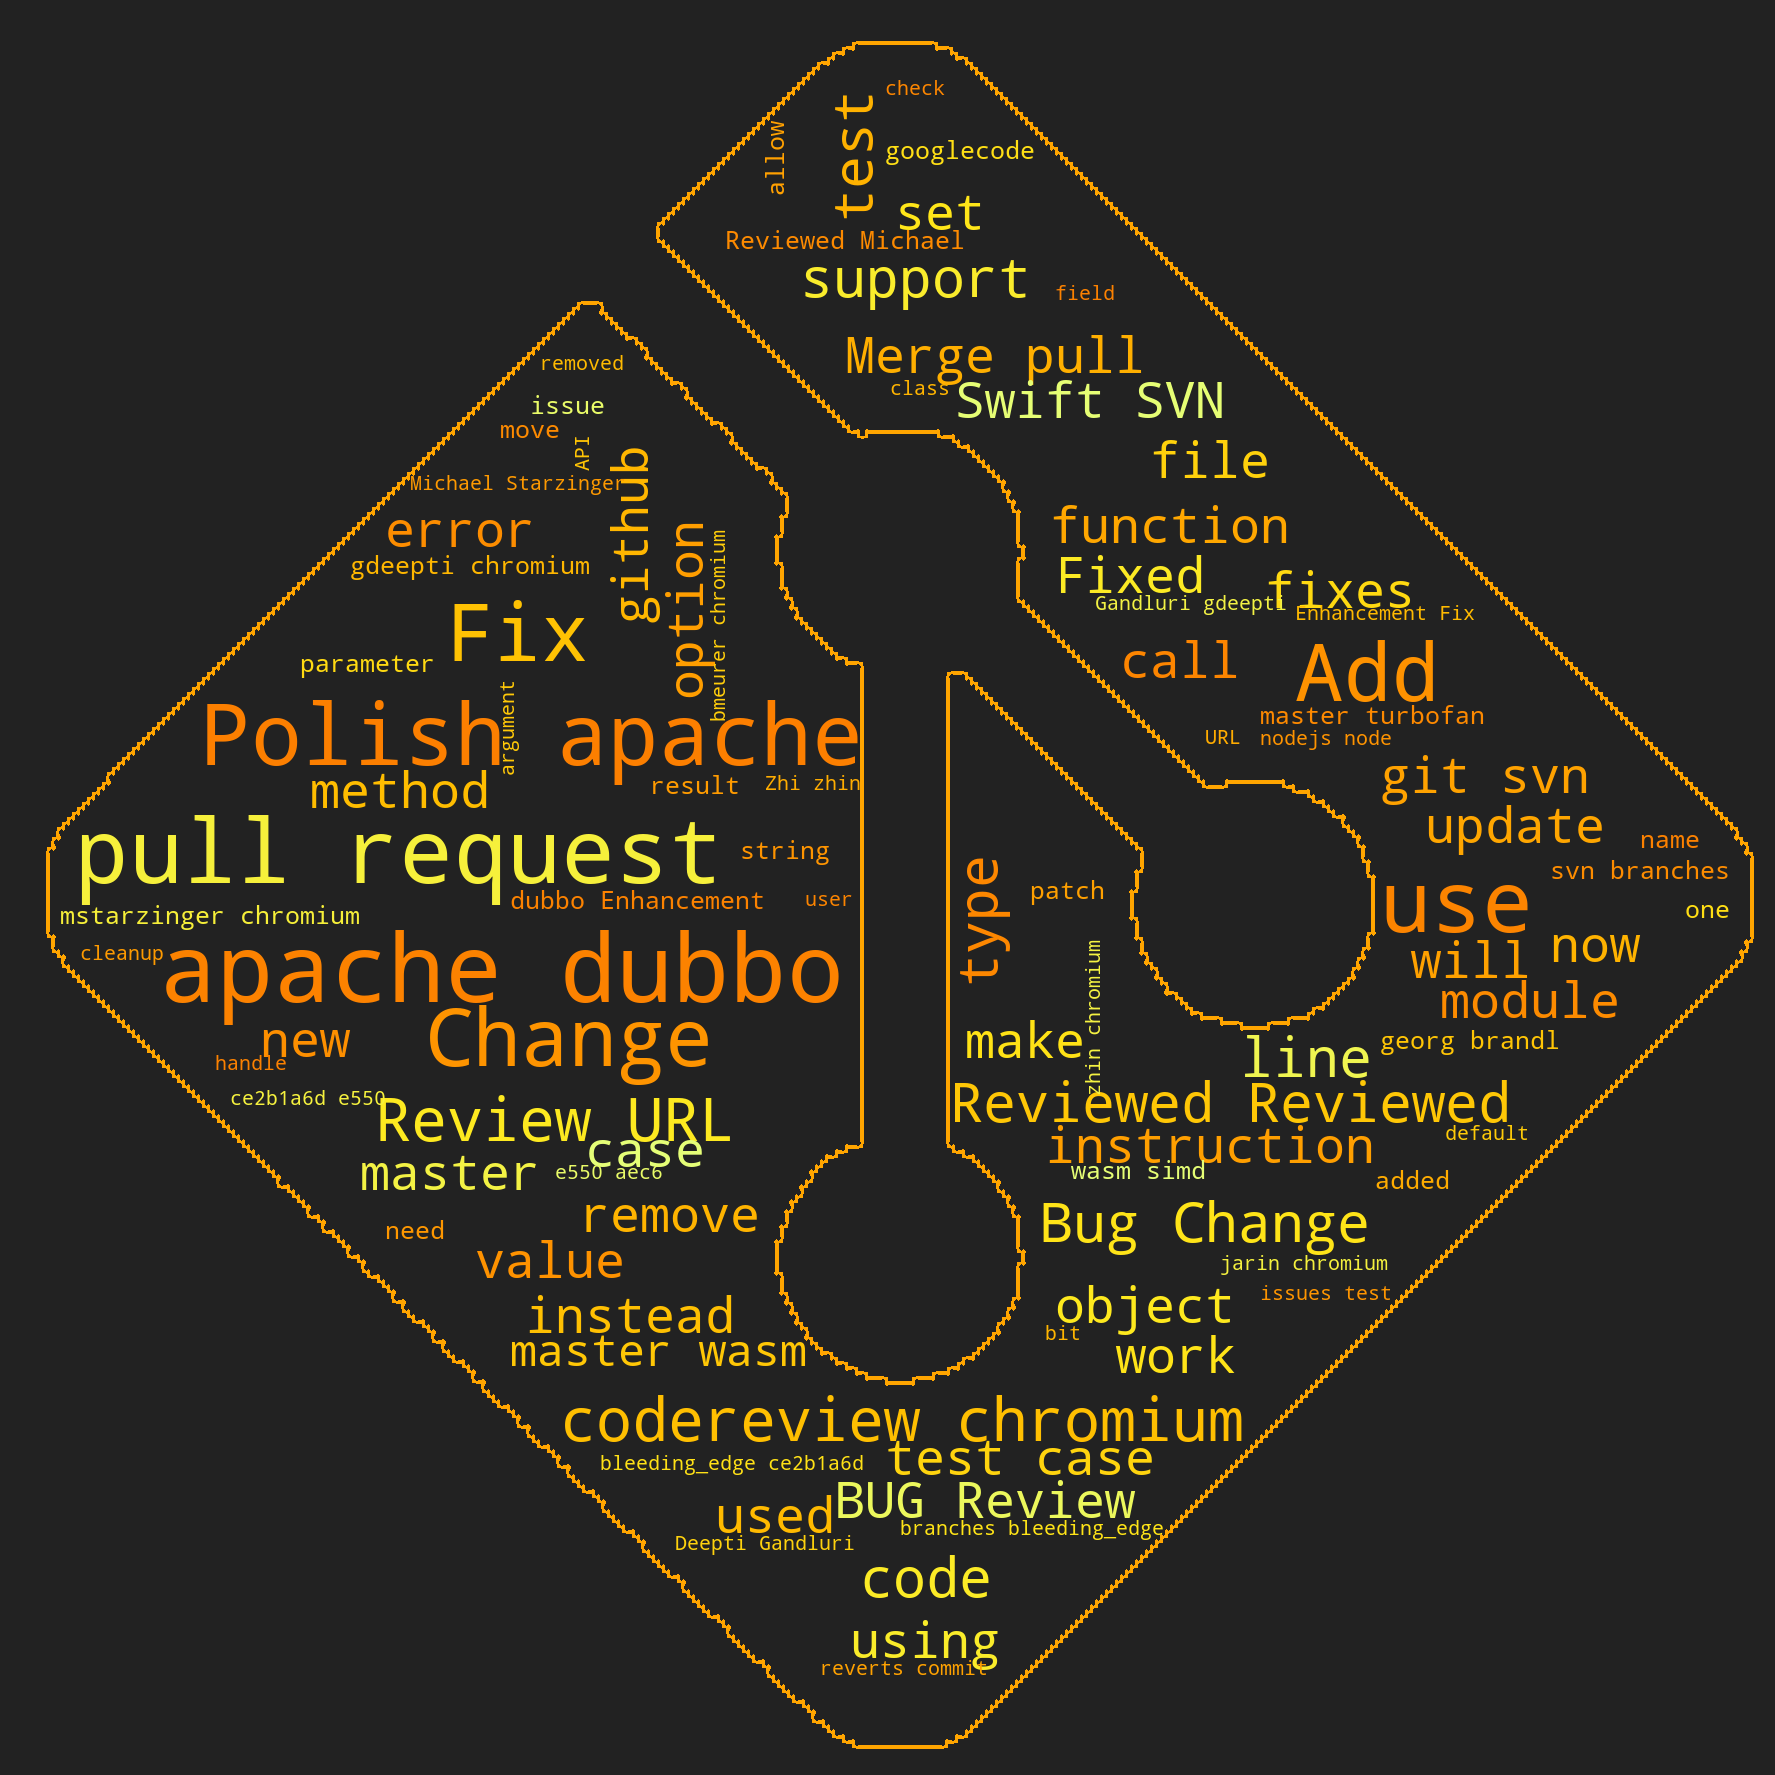 check
allow
test
googlecode
set
Reviewed Michael
support
field
Merge pull
removed
class
Swift SVN
issue
move
API
file
Michael Starzinger
github
error
function
option
gdeepti chromium
bmeurer chromium
Fixed
fixes
Gandluri gdeepti
Enhancement Fix
Fix
parameter
call
Add
master turbofan
URL
nodejs node
Polish apache
argument
method
result
Zhi zhin
git svn
update
name
pull request
string
svn branches
dubbo Enhancement
user
type
patch
use
one
mstarzinger chromium
cleanup
now
will
apache dubbo
module
zhin chromium
new
Change
make
line
georg brandl
handle
ce2b1a6d e550
Reviewed Reviewed
Review URL
default
case
instruction
master
e550 aec6
wasm simd
added
remove
need
Bug Change
value
jarin chromium
issues test
object
instead
bit
master wasm
work
codereview chromium
bleeding_edge ce2b1a6d
test case
BUG Review
used
branches bleeding_edge
Deepti Gandluri
code
using
reverts commit